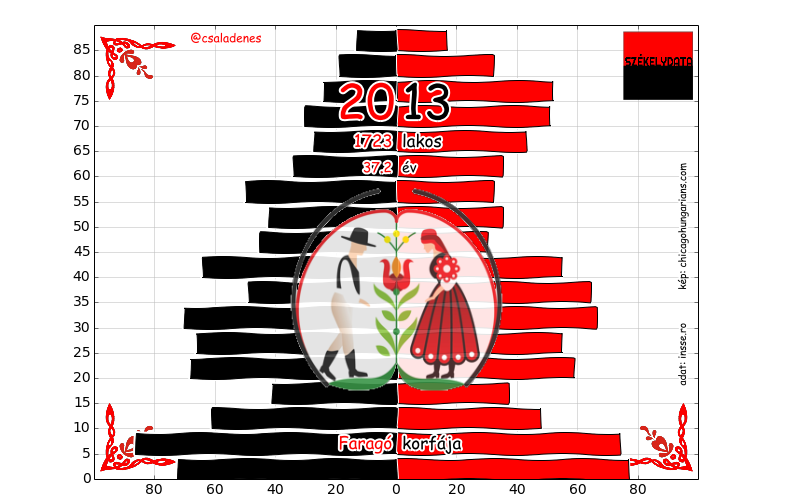 @csaladenes
SZÉKELYDATA
2013
1723 lakos
37.2 év
kép: chicagohungarians.com
adat: insse.ro
Faragó korfája
85
80
75
70
65
60
55
50
45
40
35
30
25
20
15
10
5
0
80 60 40 20 0 20 40 60 80